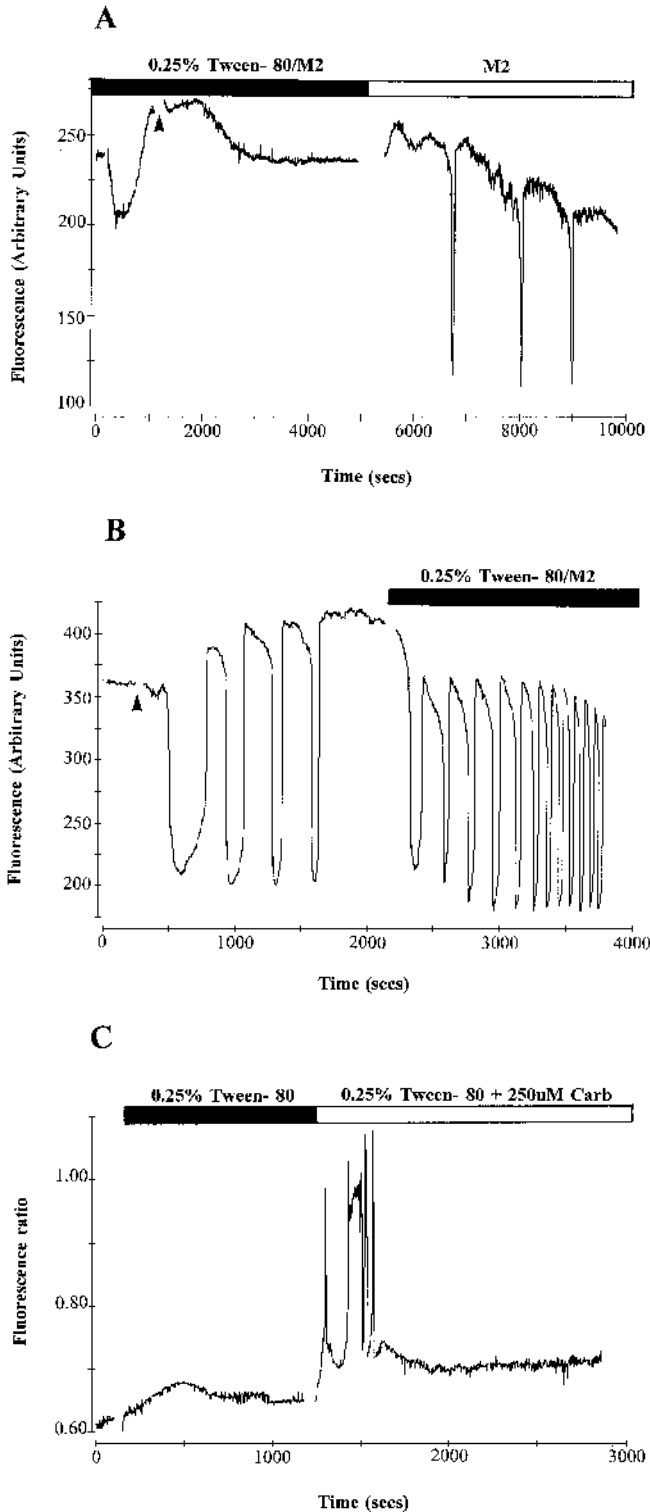 A
0.25% Tween- 80/M2 M2
Fluorescence (Arbitrary Units)
250
200
150
100
0 2000 4000 6000 8000 10000
Time (secs)
B
0.25% Tween- 80/M2
Fluorescence (Arbitrary Units)
400
350
300
250
200
0 1000 2000 3000 4000
Time (secs)
C
0.25% Tween- 80 0.25% Tween- 80 + 250uM Carb
Fluorescence ratio
1.00
0.80
0.60
0 1000 2000 3000
Time (secs)